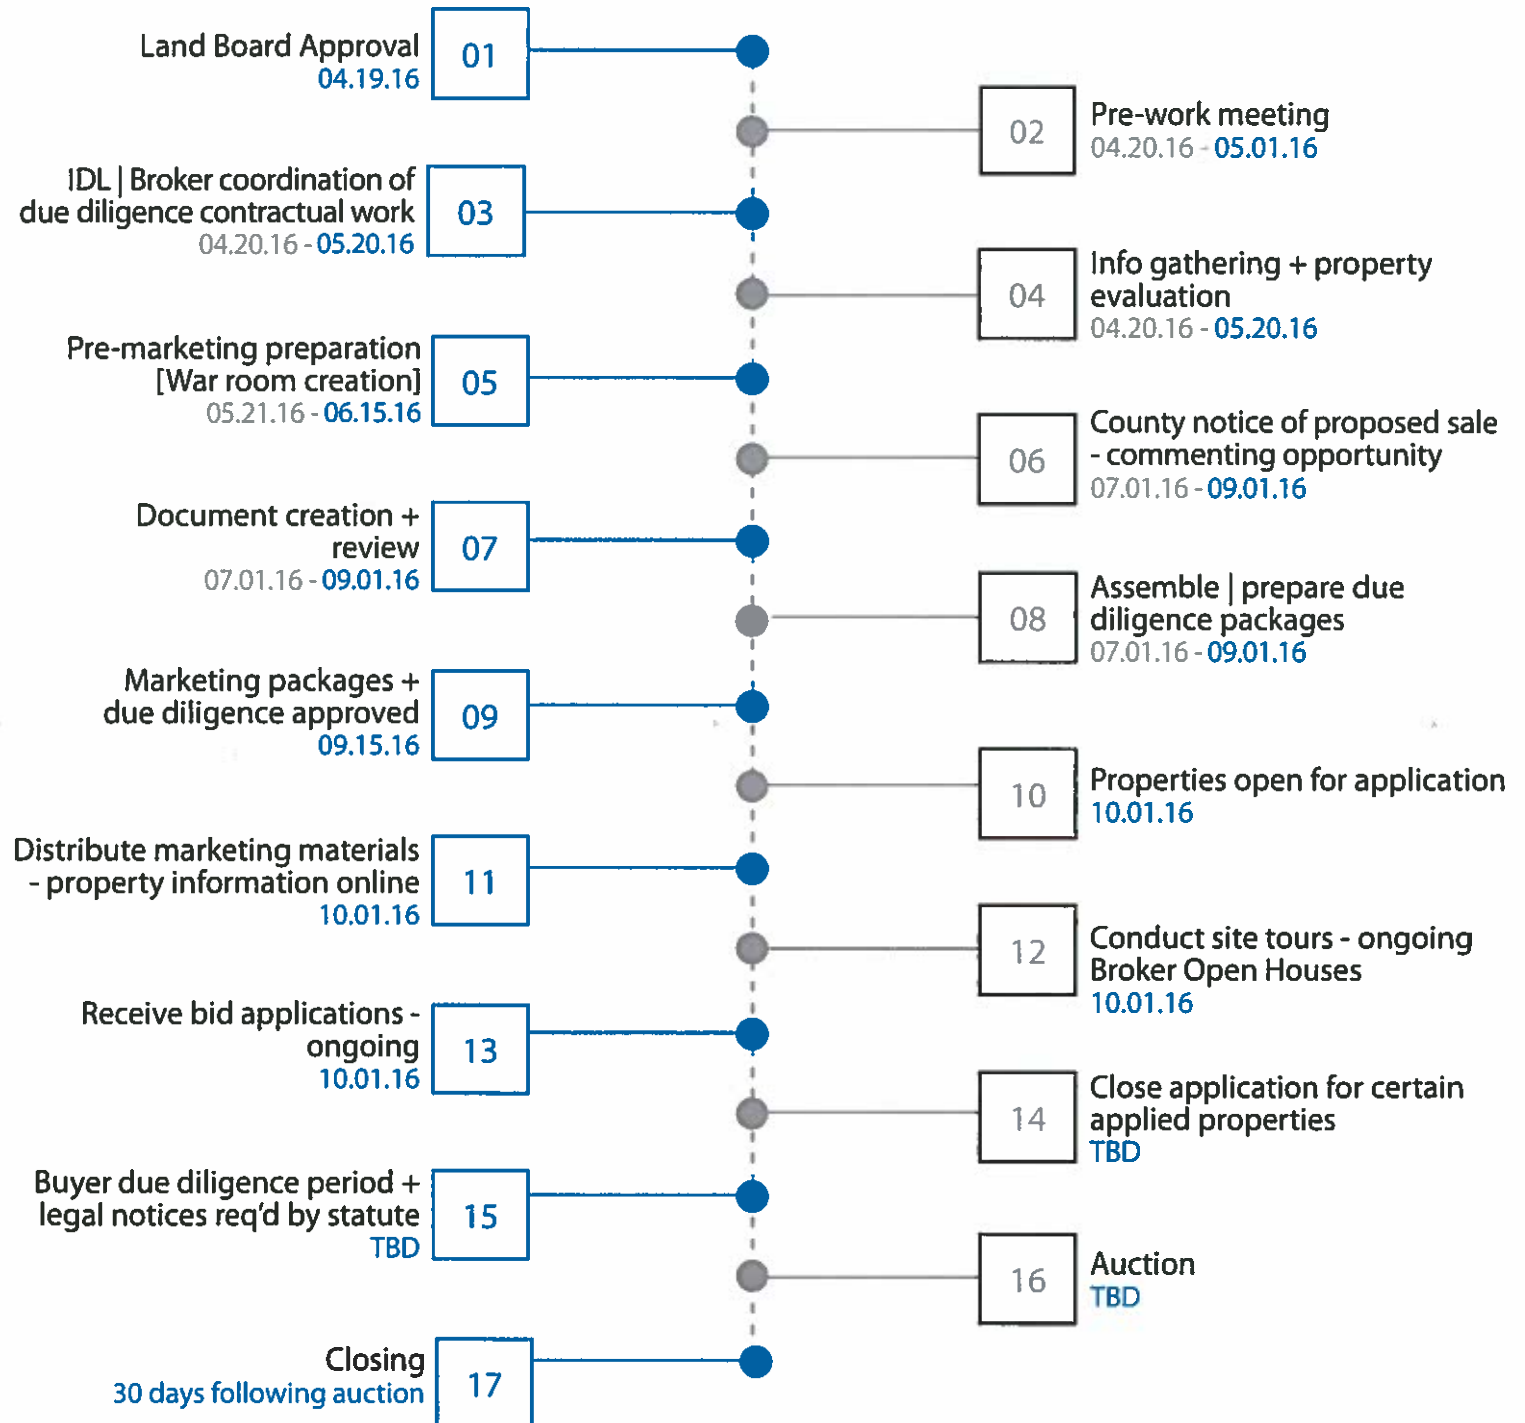 Land Board Approval
04.19.16
01
02
Pre-work meeting
04.20.16 - 05.01.16
IDL | Broker coordination of
due diligence contractual work
04.20.16 - 05.20.16
03
04
Info gathering + property
evaluation
04.20.16 - 05.20.16
Pre-marketing preparation
[War room creation]
05.21.16 - 06.15.16
05
06
County notice of proposed sale
- commenting opportunity
07.01.16 - 09.01.16
Document creation +
review
07.01.16 - 09.01.16
07
08
Assemble | prepare due
diligence packages
07.01.16 - 09.01.16
Marketing packages +
due diligence approved
09.15.16
09
10
Properties open for application
10.01.16
Distribute marketing materials
- property information online
10.01.16
11
12
Conduct site tours - ongoing
Broker Open Houses
10.01.16
Receive bid applications -
ongoing
10.01.16
13
14
Close application for certain
applied properties
TBD
Buyer due diligence period +
legal notices req'd by statute
TBD
15
16
Auction
TBD
Closing
30 days following auction
17